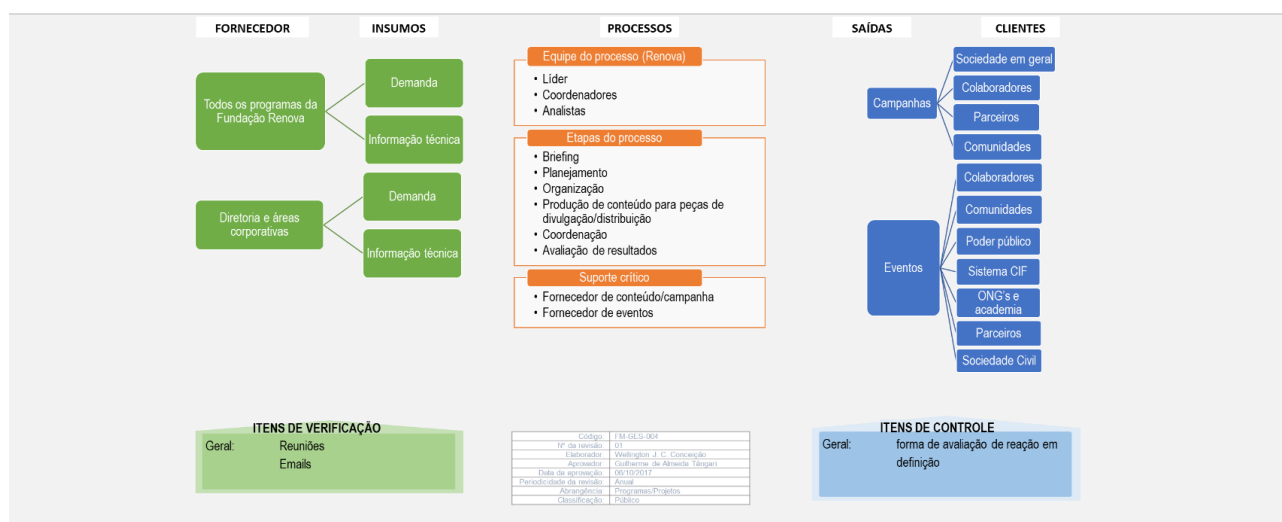 FORNECEDOR
INSUMOS
PROCESSOS
SAÍDAS
CLIENTES
Todos os programas da
Fundação Renova
Demanda
Informação técnica
Diretoria e áreas
corporativas
Demanda
Informação técnica
Equipe do processo (Renova)
• Líder
• Coordenadores
• Analistas
Etapas do processo
• Briefing
• Planejamento
• Organização
• Produção de conteúdo para peças de
divulgação/distribuição
• Coordenação
• Avaliação de resultados
Suporte crítico
• Fornecedor de conteúdo/campanha
• Fornecedor de eventos
Campanhas
Sociedade em geral
Colaboradores
Parceiros
Comunidades
Eventos
Colaboradores
Comunidades
Poder público
Sistema CIF
ONG's e
academia
Parceiros
Sociedade Civil
ITENS DE VERIFICAÇÃO
Geral: Reuniões
Emails
Código: FM-GES-004
Nº da revisão: 01
Elaborador: Wellington J. C. Conceição
Aprovador: Guilherme de Almeida Tângari
Data da aprovação: 06/10/2017
Periodicidade da revisão: Anual
Abrangência: Programas/Projetos
Classificação: Público
ITENS DE CONTROLE
Geral: forma de avaliação de reação em
definição